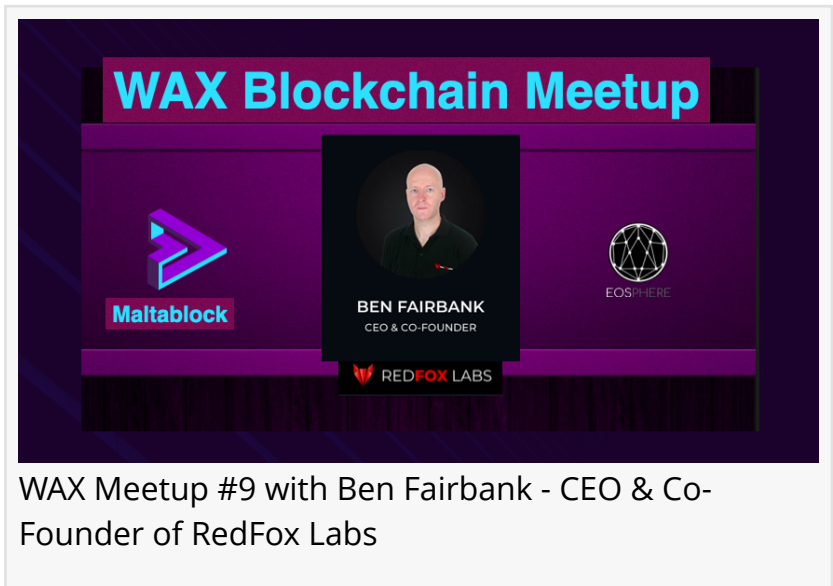 WAX Blockchain Meetup
Maltablock
BEN FAIRBANK
CEO & CO-FOUNDER
REDFOX LABS
EOSPHERE
WAX Meetup #9 with Ben Fairbank - CEO & Co-
Founder of RedFox Labs